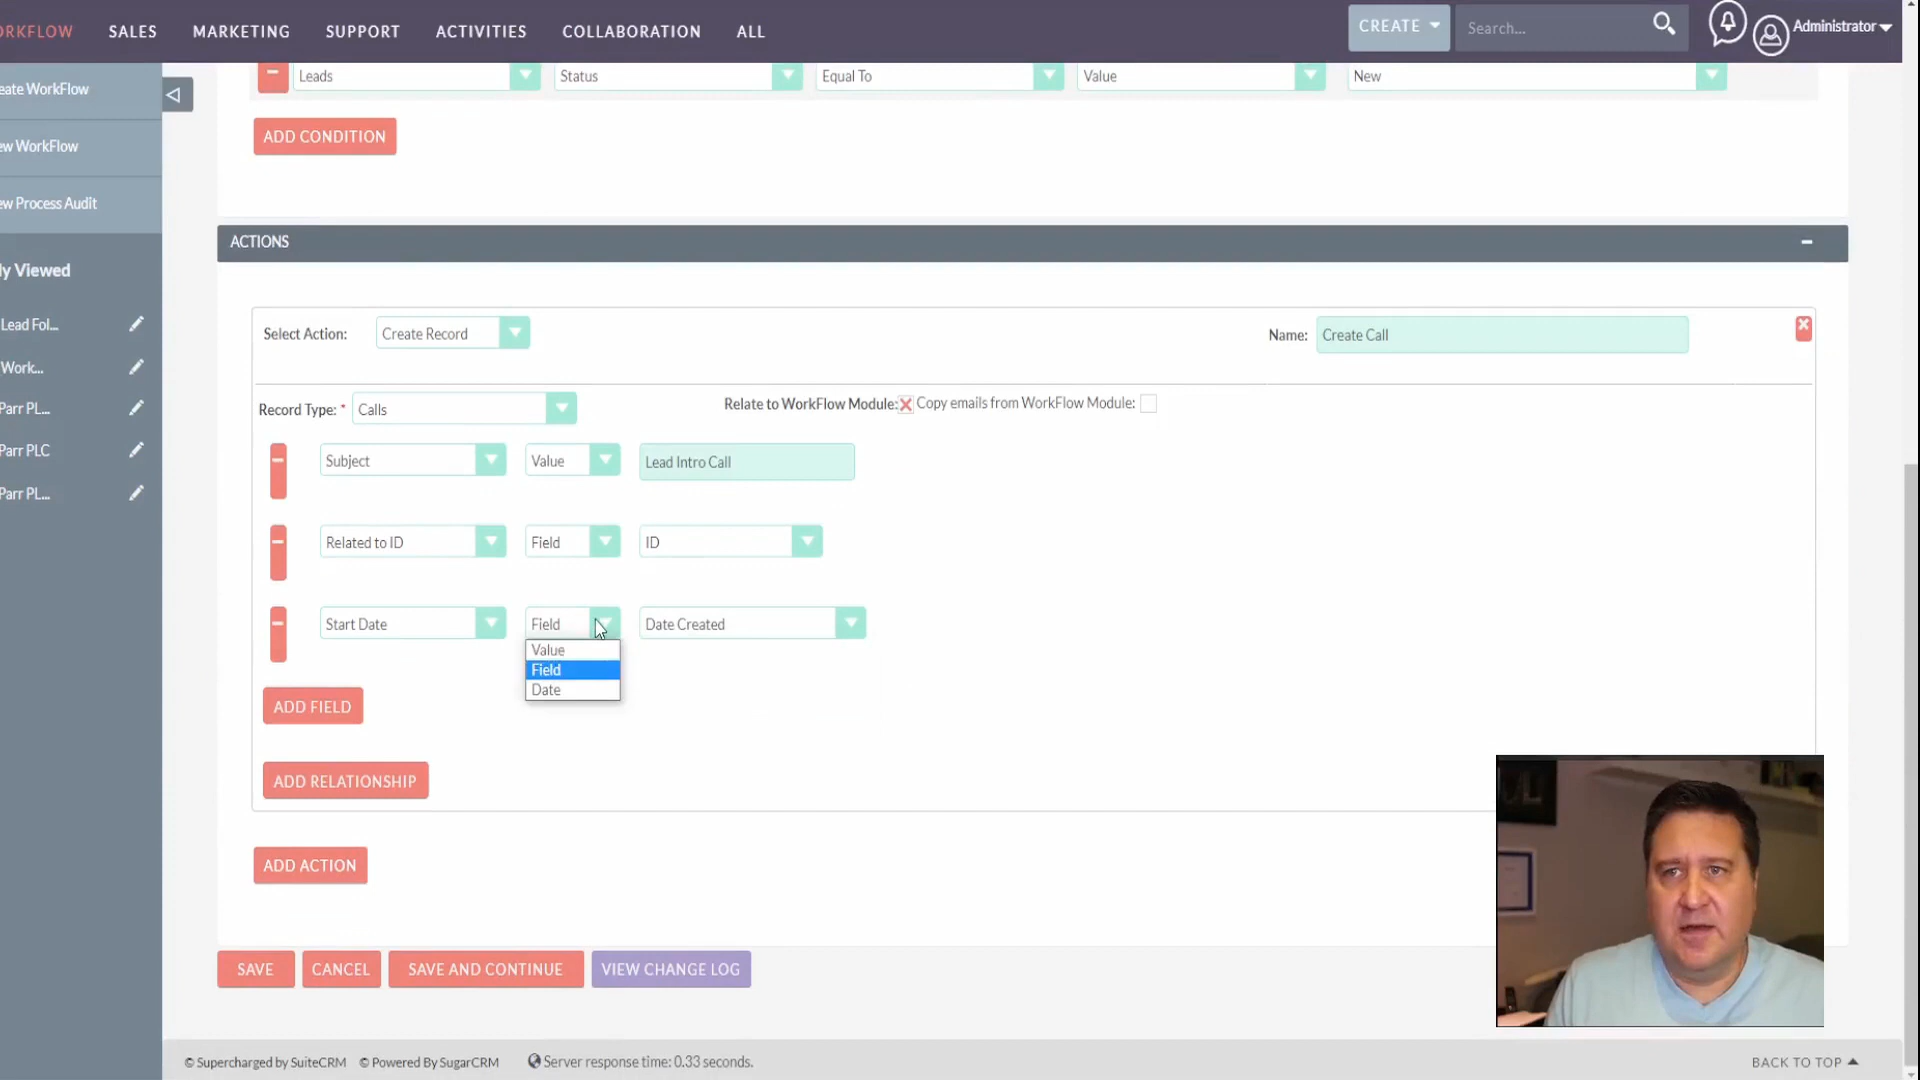 ORKFLOW SALES MARKETING SUPPORT ACTIVITIES COLLABORATION ALL CREATE Search... Administrator
eate WorkFlow
ew WorkFlow
ew Process Audit
ly Viewed
Lead Fol...
Work...
Parr PL...
Parr PLC
Parr PL...
Leads Status Equal To Value New
ADD CONDITION
ACTIONS
Select Action: Create Record Name: Create Call
Record Type: * Calls Relate to WorkFlow Module: Copy emails from WorkFlow Module:
Subject Value Lead Intro Call
Related to ID Field ID
Start Date Field Date Created
Value
Field
Date
ADD FIELD
ADD RELATIONSHIP
ADD ACTION
SAVE CANCEL SAVE AND CONTINUE VIEW CHANGE LOG
© Supercharged by SuiteCRM © Powered By SugarCRM Server response time: 0.33 seconds. BACK TO TOP